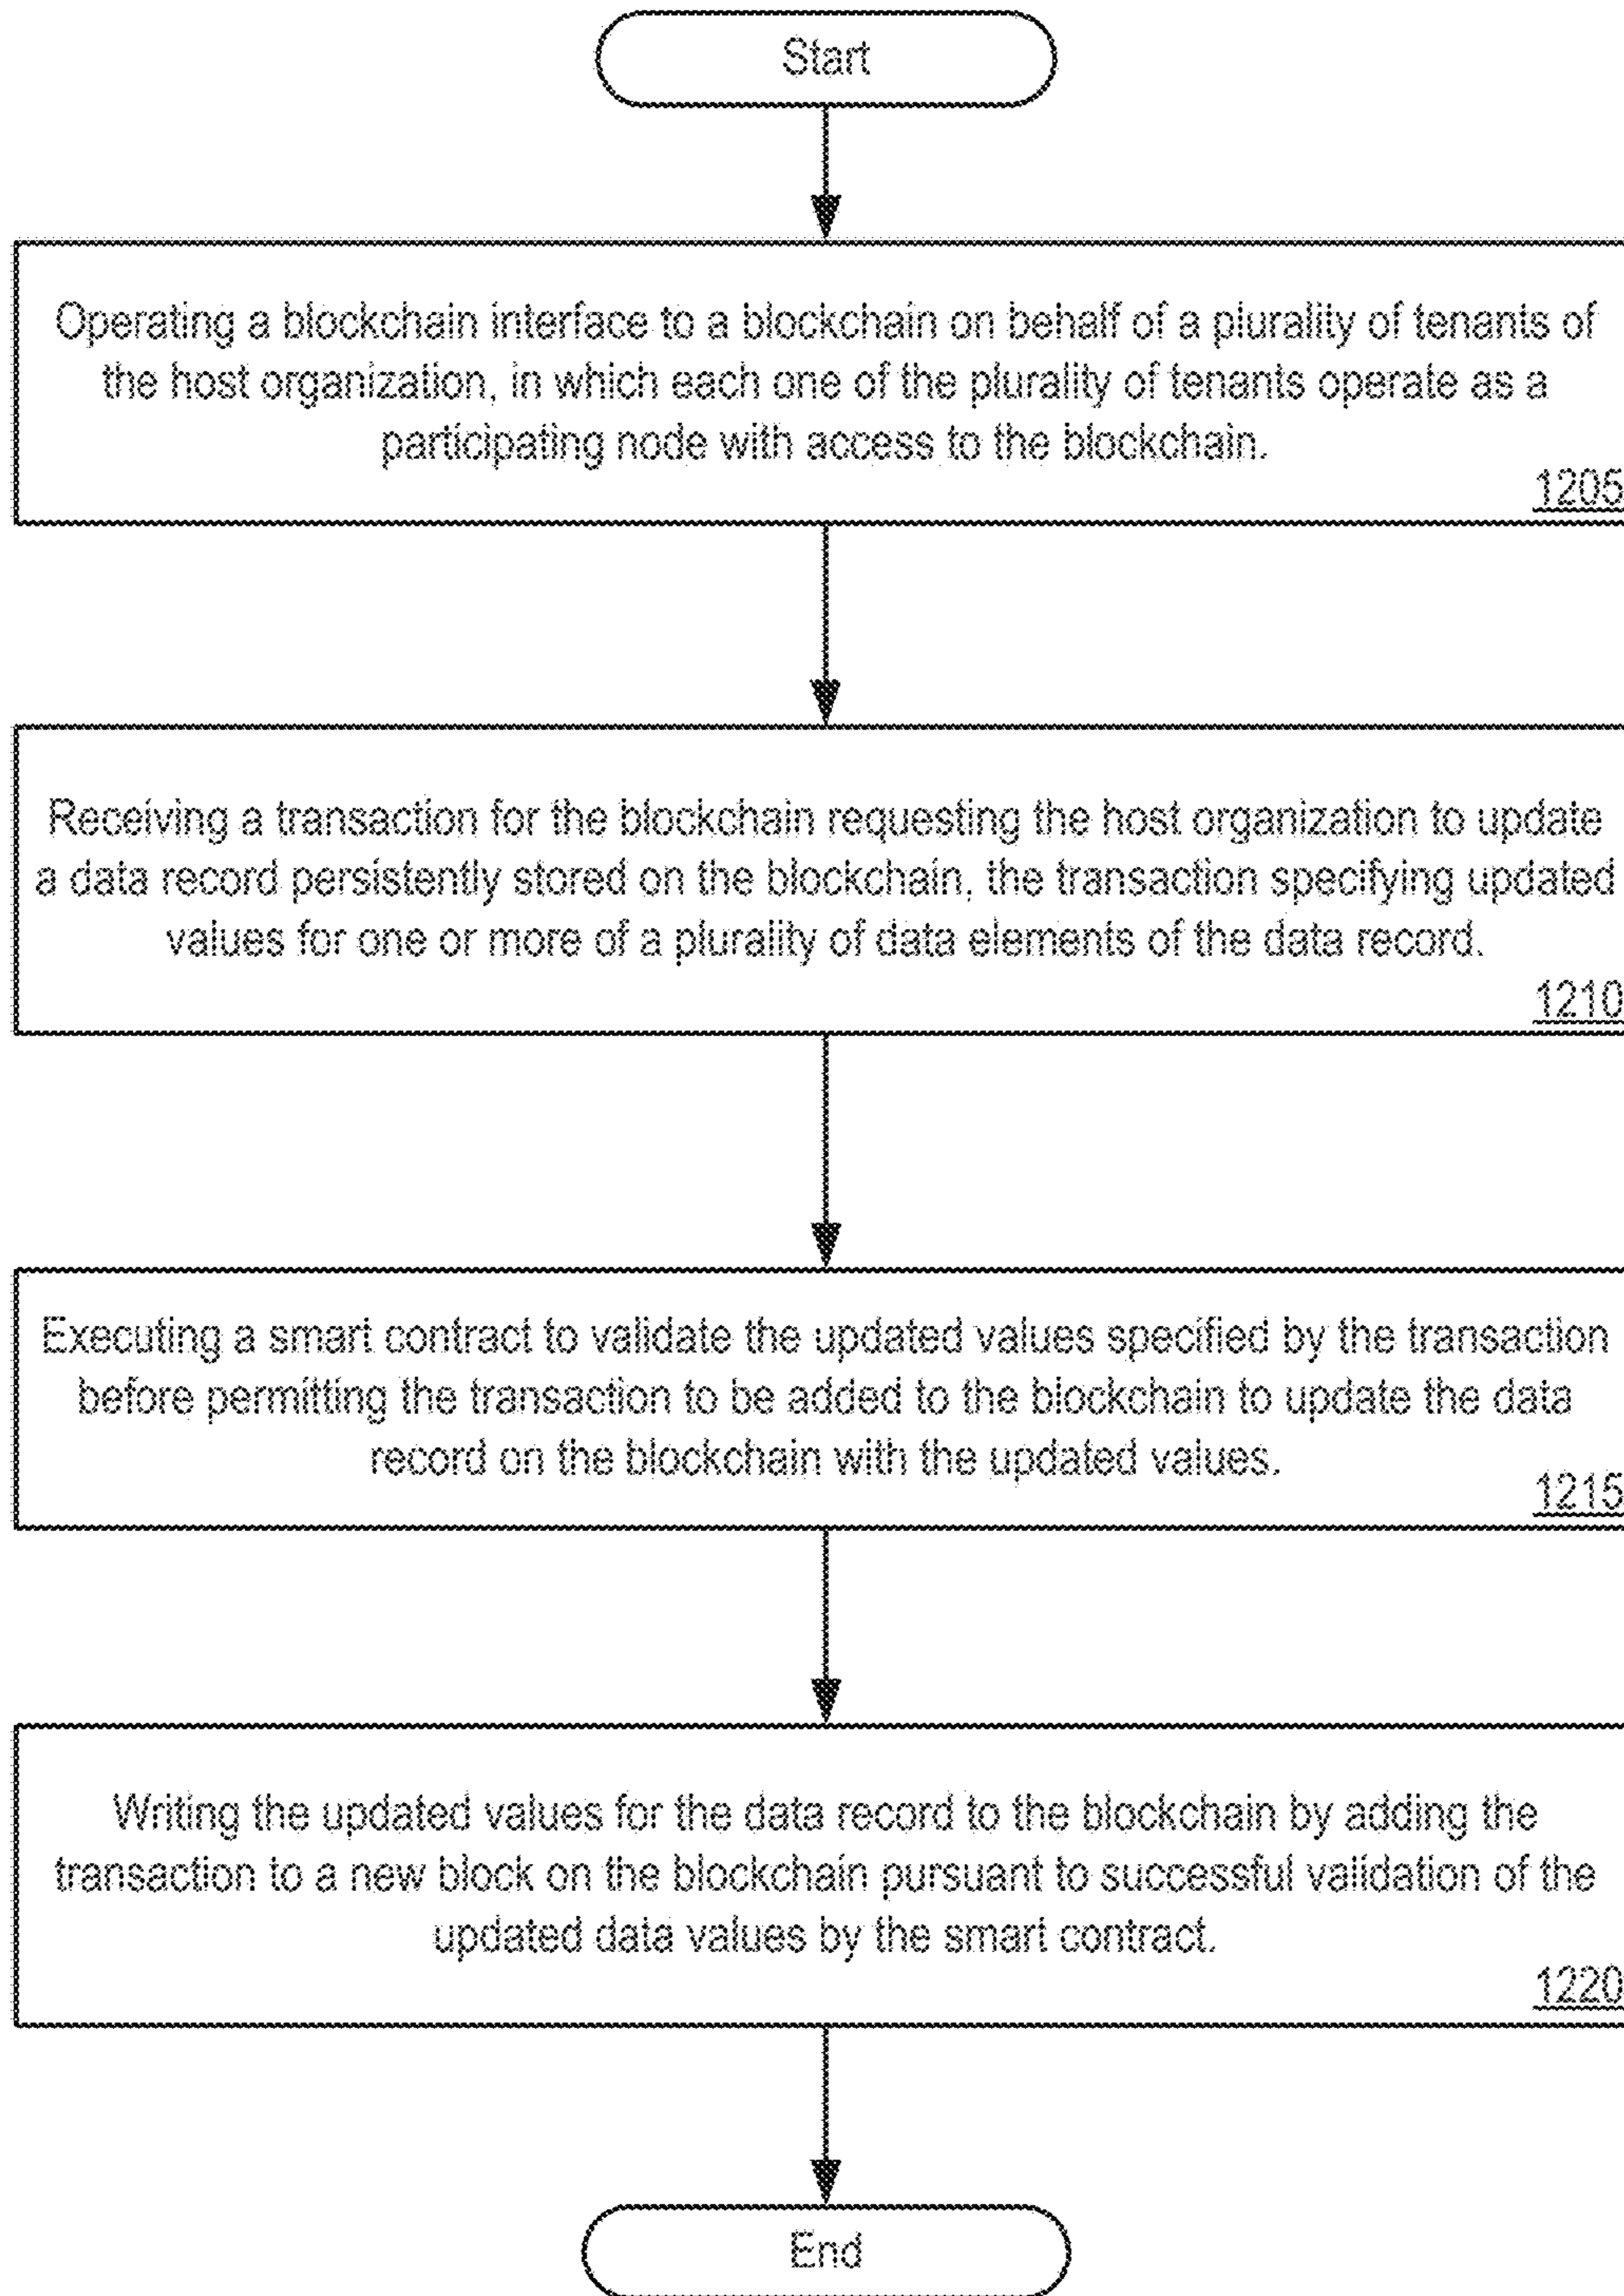 Start
Operating a blockchain interface to a blockchain on behalf of a plurality of tenants of
the host organization, in which each one of the plurality of tenants operate as a
participating node with access to the blockchain.
1205
Receiving a transaction for the blockchain requesting the host organization to update
a data record persistently stored on the blockchain, the transaction specifying updated
values for one or more of a plurality of data elements of the data record.
1210
Executing a smart contract to validate the updated values specified by the transaction
before permitting the transaction to be added to the blockchain to update the data
record on the blockchain with the updated values.
1215
Writing the updated values for the data record to the blockchain by adding the
transaction to a new block on the blockchain pursuant to successful validation of the
updated data values by the smart contract.
1220
End